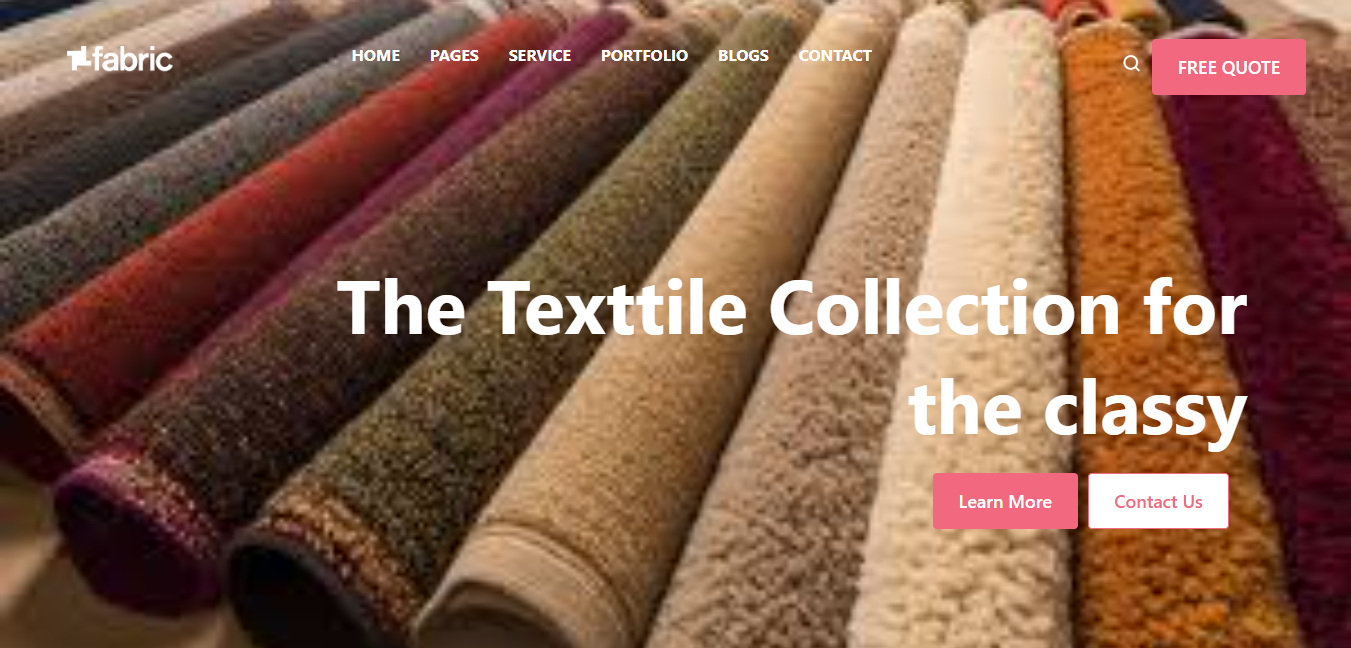 fabric
HOME PAGES SERVICE PORTFOLIO BLOGS CONTACT
FREE QUOTE
The Texttile Collection for
the classy
Learn More Contact Us